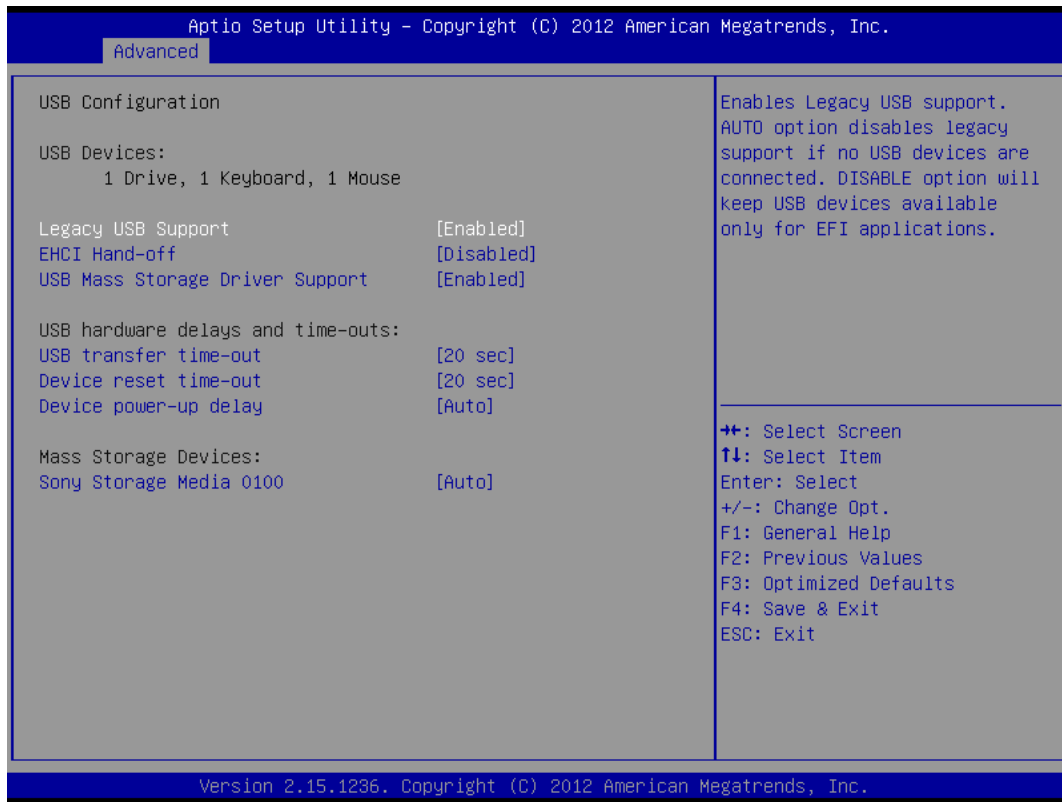 Aptio Setup Utility – Copyright (C) 2012 American Megatrends, Inc.
Advanced
USB Configuration
USB Devices:
1 Drive, 1 Keyboard, 1 Mouse
Legacy USB Support [Enabled]
EHCI Hand-off [Disabled]
USB Mass Storage Driver Support [Enabled]
USB hardware delays and time-outs:
USB transfer time-out [20 sec]
Device reset time-out [20 sec]
Device power-up delay [Auto]
Mass Storage Devices:
Sony Storage Media 0100 [Auto]
Enables Legacy USB support.
AUTO option disables legacy
support if no USB devices are
connected. DISABLE option will
keep USB devices available
only for EFI applications.
→←: Select Screen
↑↓: Select Item
Enter: Select
+/-: Change Opt.
F1: General Help
F2: Previous Values
F3: Optimized Defaults
F4: Save & Exit
ESC: Exit
Version 2.15.1236. Copyright (C) 2012 American Megatrends, Inc.